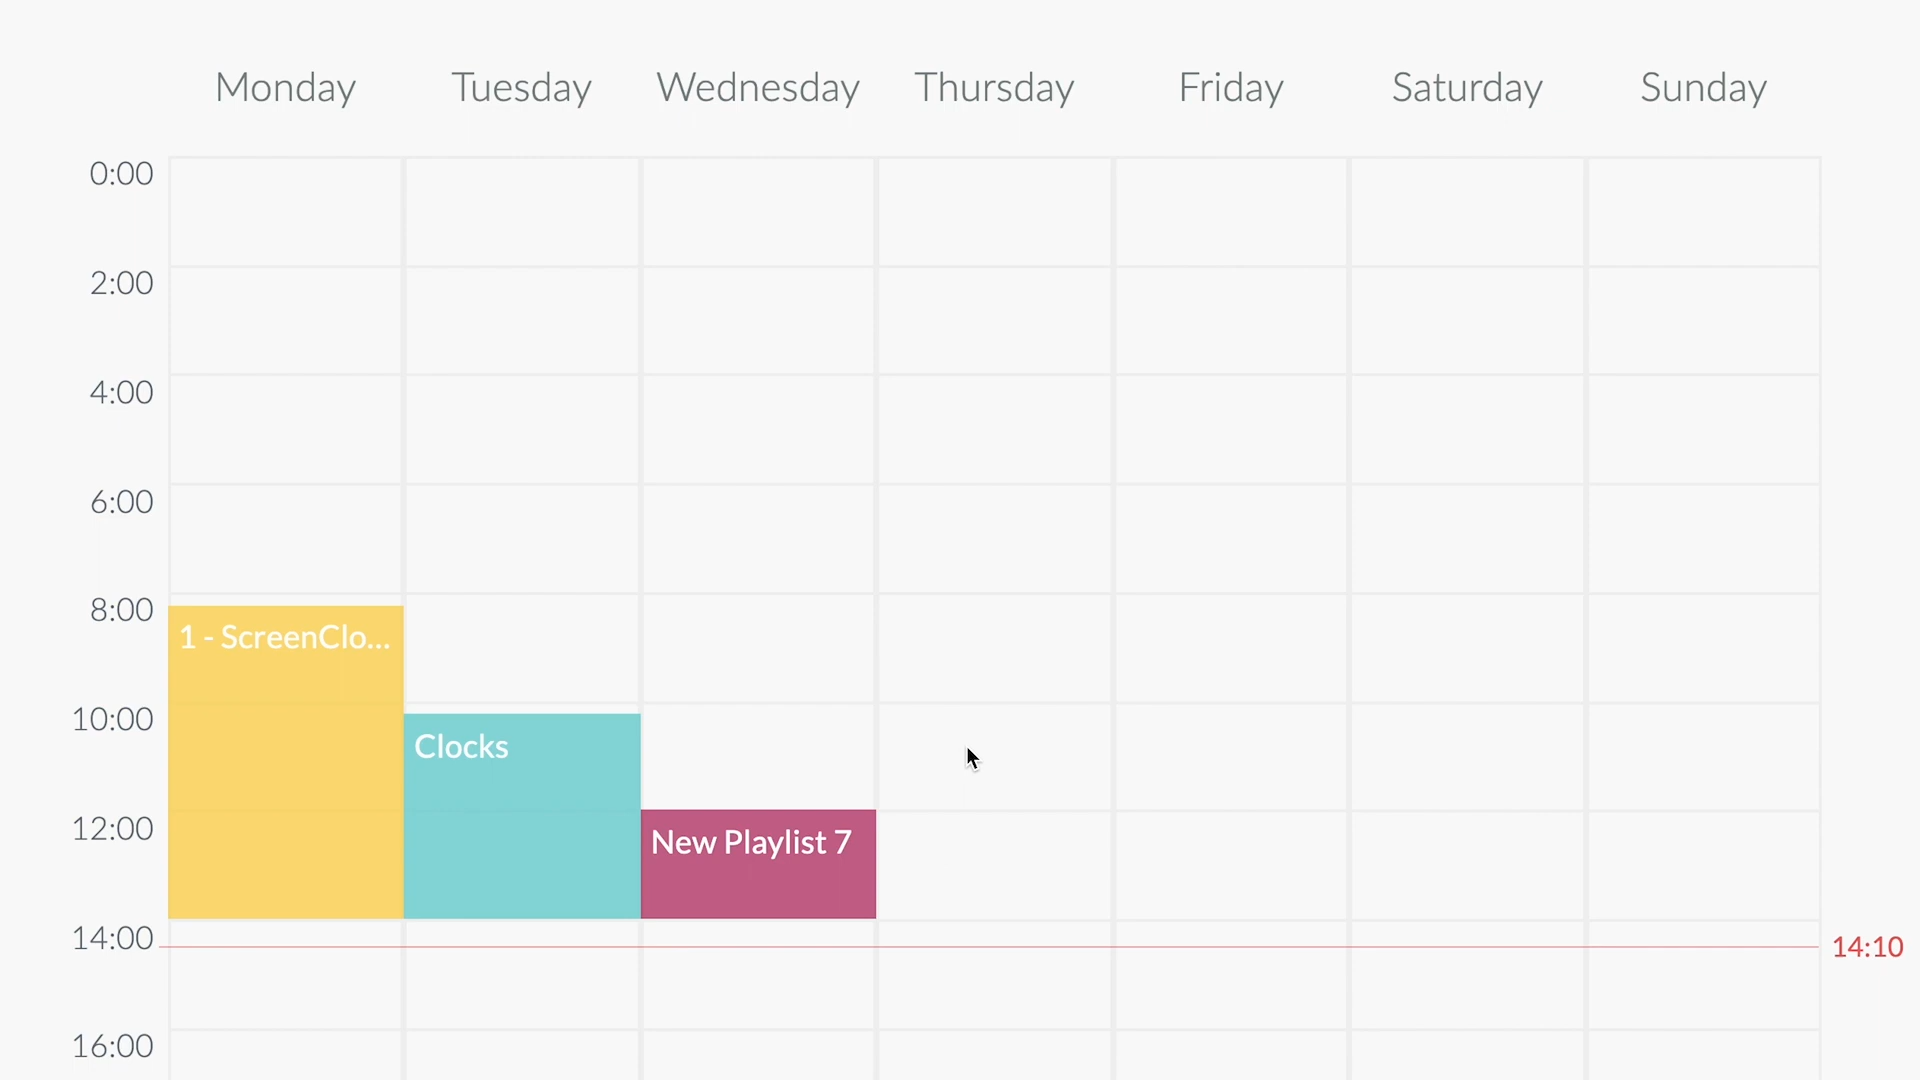 Monday Tuesday Wednesday Thursday Friday Saturday Sunday
0:00
2:00
4:00
6:00
8:00
1 - ScreenClo...
10:00
Clocks
12:00
New Playlist 7
14:00
14:10
16:00